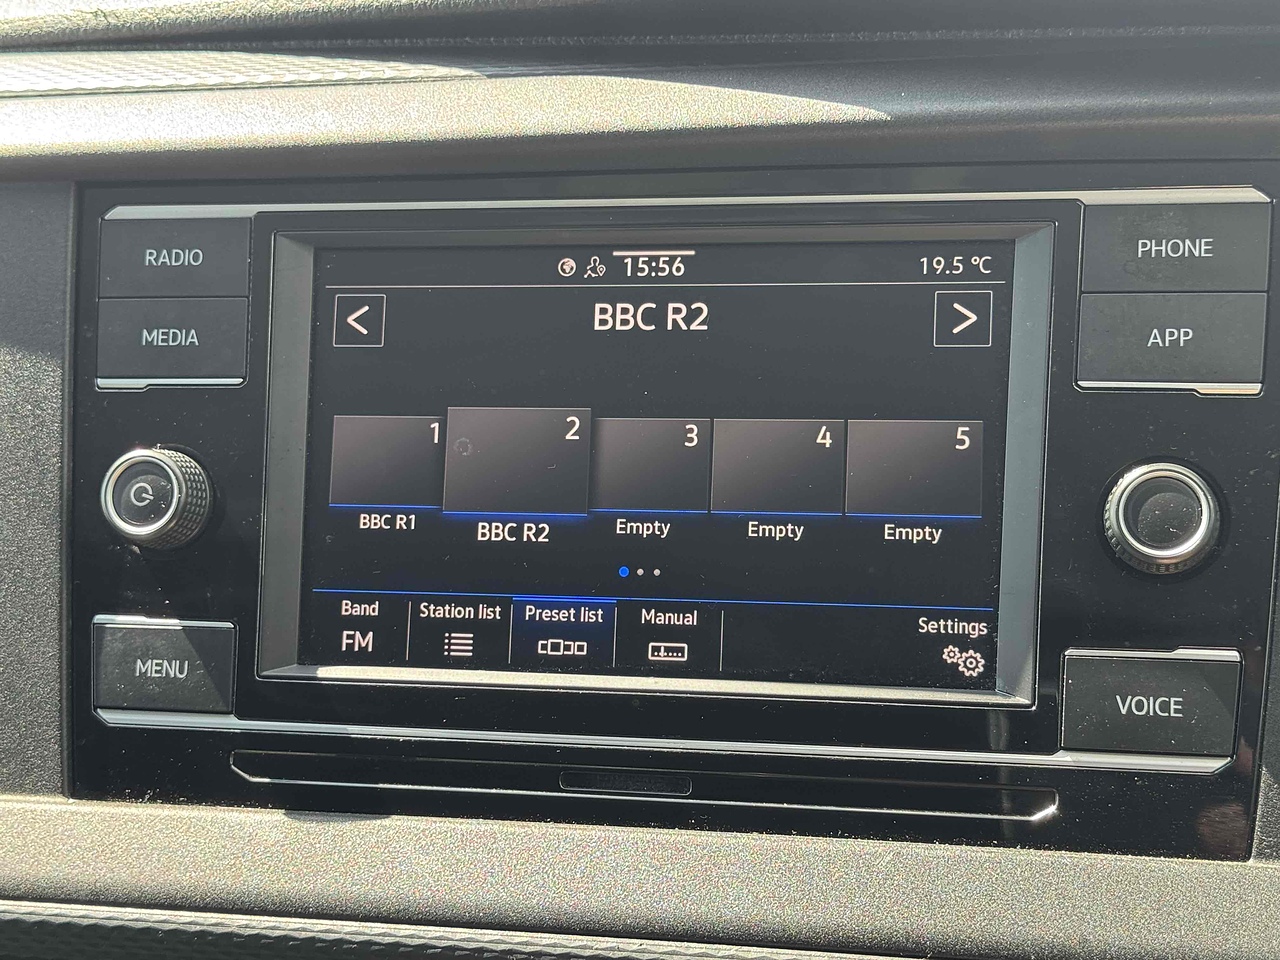 RADIO
MEDIA
MENU
15:56
19.5 °C
<
BBC R2
>
1
2
3
4
5
BBC R1
BBC R2
Empty
Empty
Empty
Band
FM
Station list
Preset list
Manual
Settings
PHONE
APP
VOICE